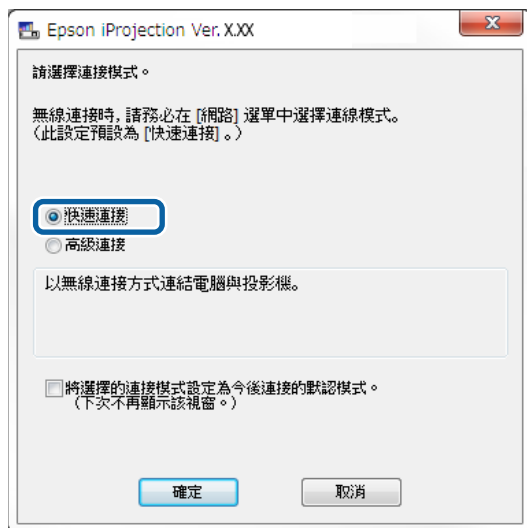 Epson iProjection Ver. X.XX
請選擇連接模式。
無線連接時, 請務必在 [網路] 選單中選擇連線模式。
(此設定預設為 [快速連接] 。)
快速連接
高級連接
以無線連接方式連結電腦與投影機。
將選擇的連接模式設定為今後連接的默認模式。
(下次不再顯示該視窗。)
確定
取消